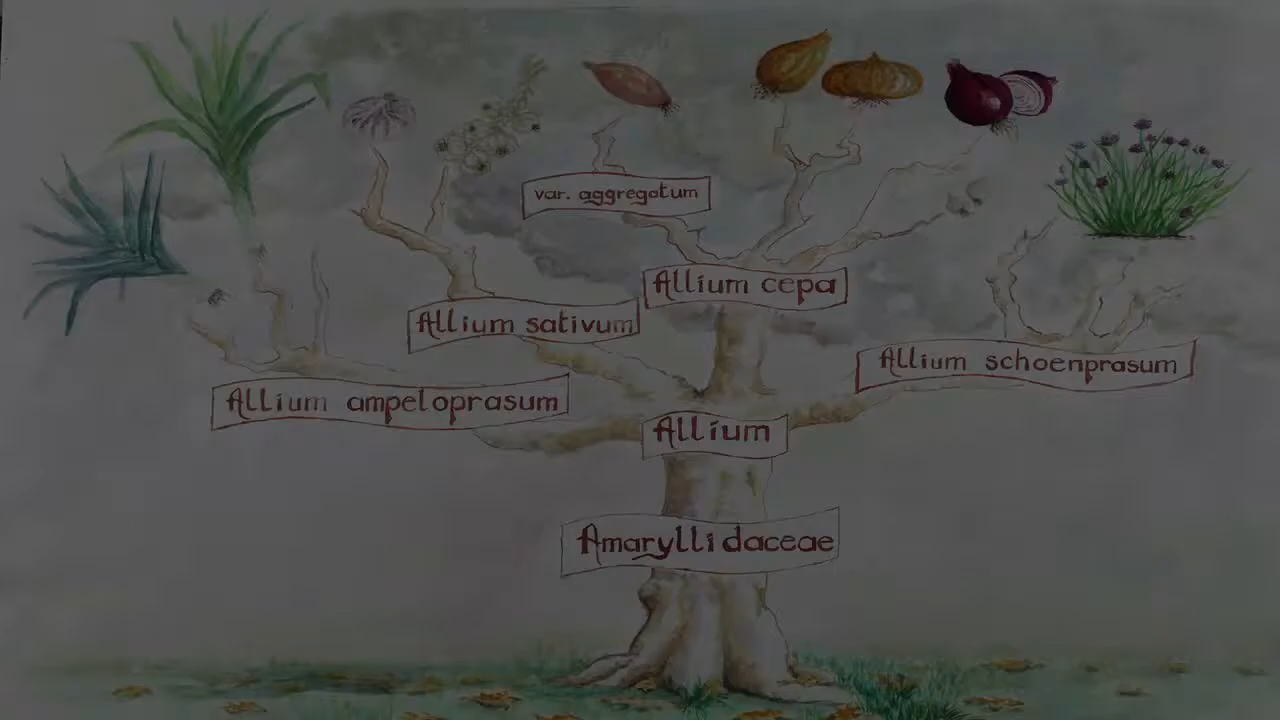 var. aggregatum
Allium cepa
Allium sativum
Allium schoenprasum
Allium ampeloprasum
Allium
Amaryllidaceae